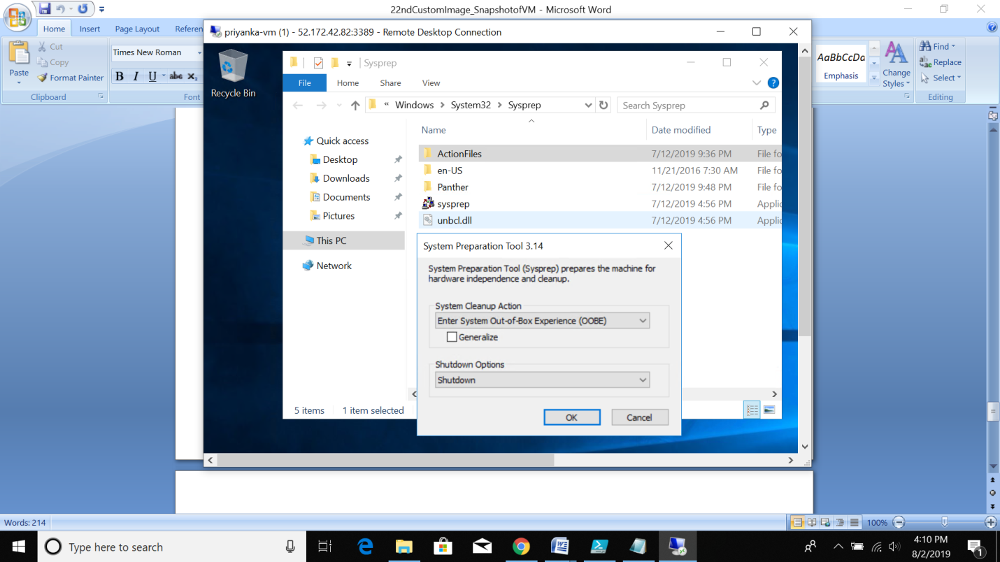 22ndCustomImage_SnapshotofVM - Microsoft Word
Home Insert Page Layout Referen
Cut
Copy
Format Painter
Paste
Clipboard
Times New Roman
B I U abc x₂
Font
AaBbCcDc
Emphasis
Change
Styles
Find
Replace
Select
Editing
priyanka-vm (1) - 52.172.42.82:3389 - Remote Desktop Connection
Recycle Bin
Sysprep
File Home Share View
« Windows > System32 > Sysprep
Search Sysprep
Quick access
Desktop
Downloads
Documents
Pictures
This PC
Network
Name Date modified Type
ActionFiles 7/12/2019 9:36 PM File fo
en-US 11/21/2016 7:30 AM File fo
Panther 7/12/2019 9:48 PM File fo
sysprep 7/12/2019 4:56 PM Applic
unbcl.dll 7/12/2019 4:56 PM Applic
5 items 1 item selected
System Preparation Tool 3.14
System Preparation Tool (Sysprep) prepares the machine for
hardware independence and cleanup.
System Cleanup Action
Enter System Out-of-Box Experience (OOBE)
Generalize
Shutdown Options
Shutdown
OK Cancel
Words: 214
100%
Type here to search
4:10 PM
8/2/2019
1